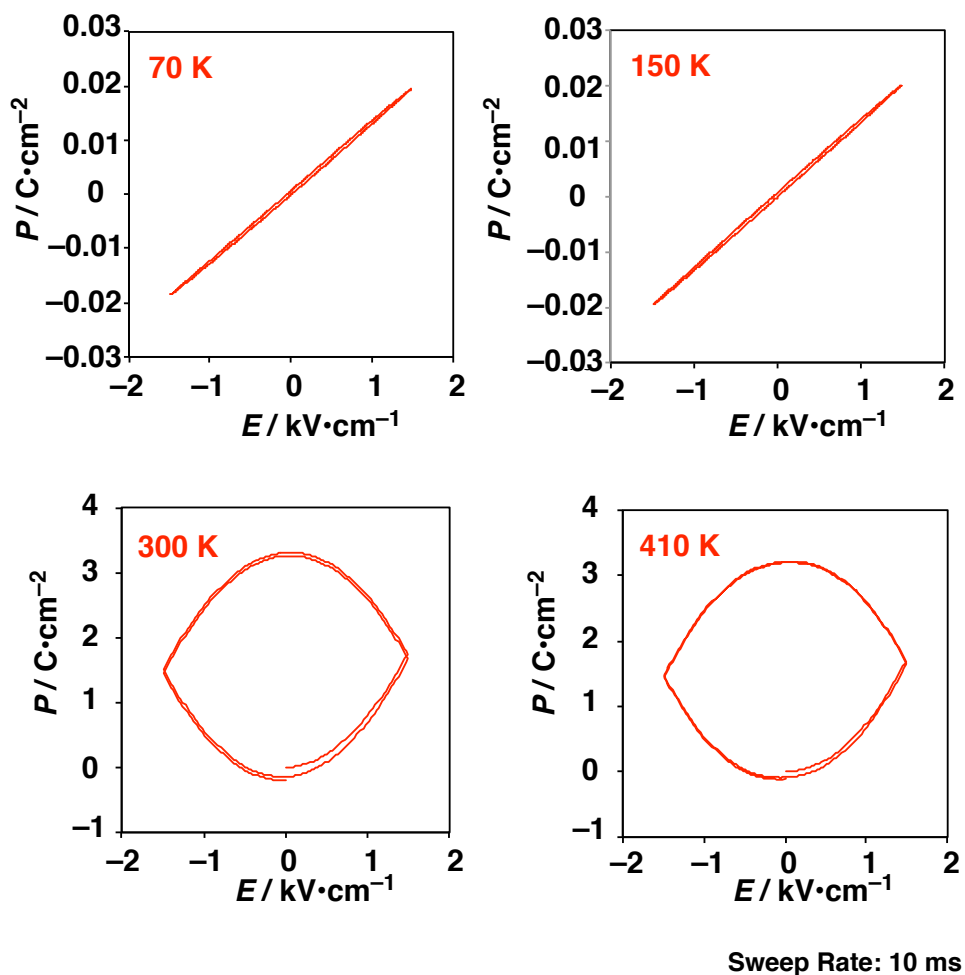 70 K
P / C•cm–2
0.03
0.02
0.01
0
–0.01
–0.02
–0.03
–2 –1 0 1 2
E / kV•cm–1
150 K
P / C•cm–2
0.03
0.02
0.01
0
–0.01
–0.02
–0.03
–2 –1 0 1 2
E / kV•cm–1
300 K
P / C•cm–2
4
3
2
1
0
–1
–2 –1 0 1 2
E / kV•cm–1
410 K
P / C•cm–2
4
3
2
1
0
–1
–2 –1 0 1 2
E / kV•cm–1
Sweep Rate: 10 ms